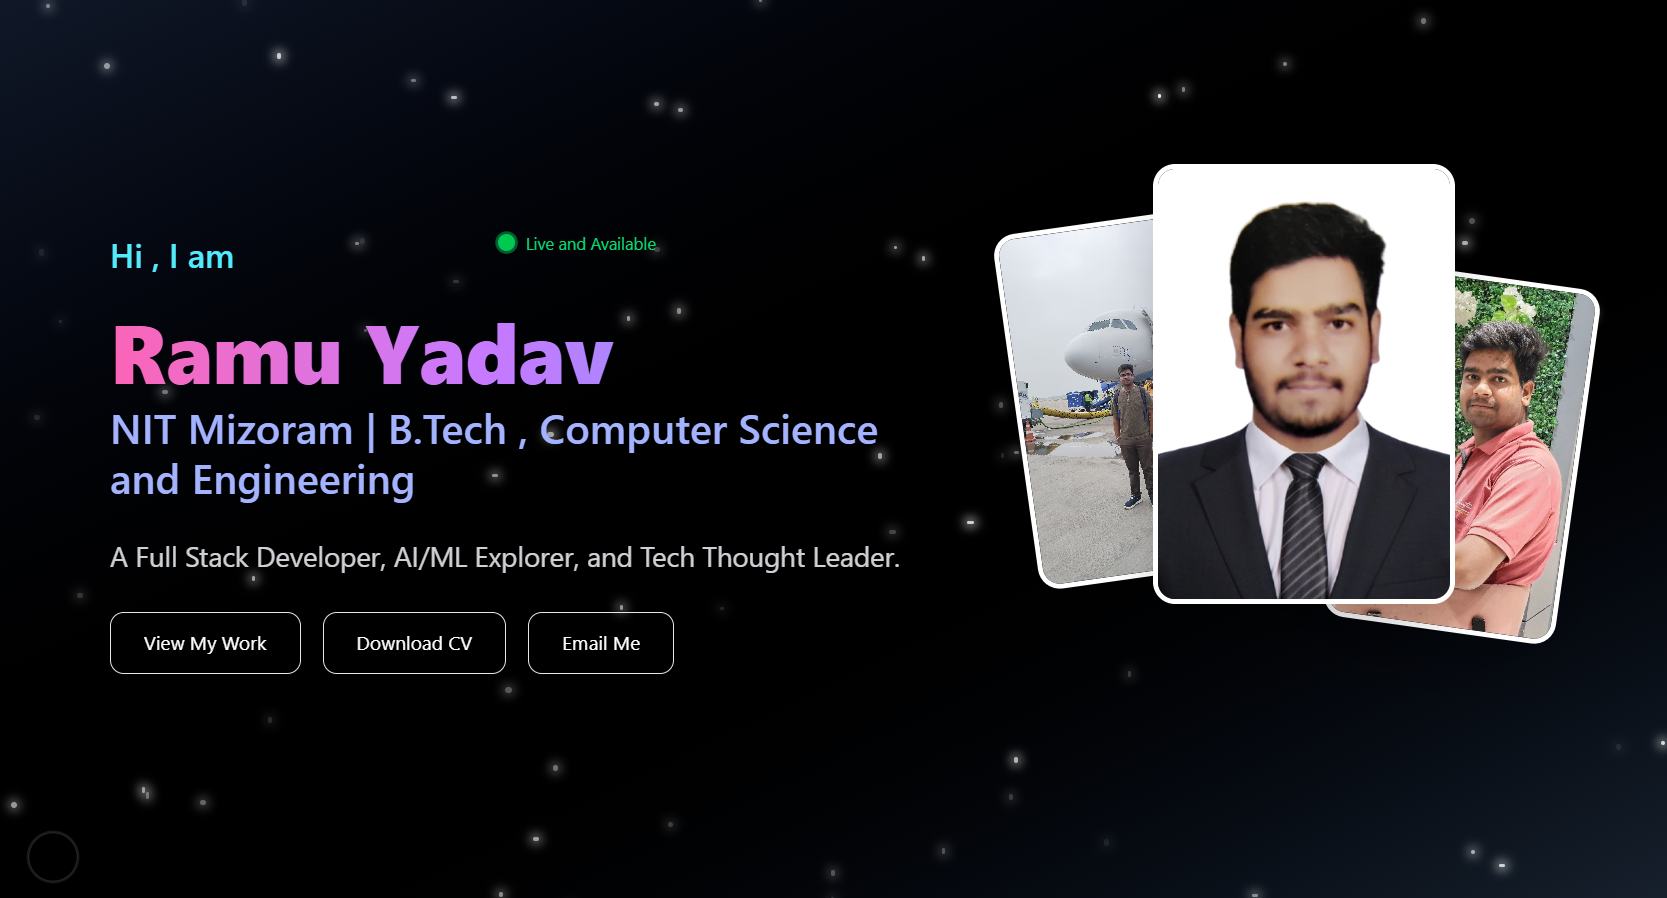 Hi , I am
Live and Available
Ramu Yadav
NIT Mizoram | B.Tech , Computer Science
and Engineering
A Full Stack Developer, AI/ML Explorer, and Tech Thought Leader.
View My Work
Download CV
Email Me